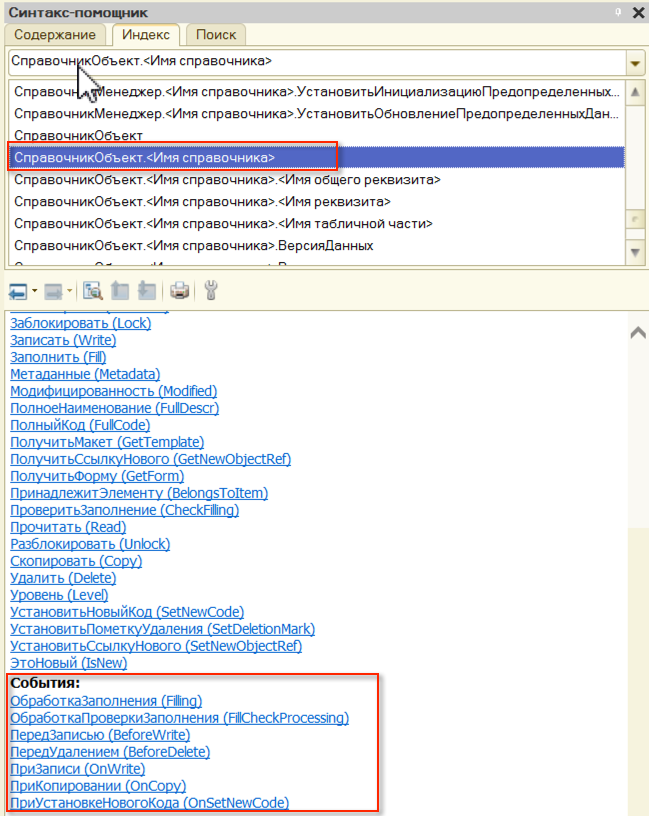 Синтакс-помощник
Содержание
Индекс
Поиск
СправочникОбъект.<Имя справочника>
СправочникМенеджер.<Имя справочника>.УстановитьИнициализациюПредопределенных...
СправочникМенеджер.<Имя справочника>.УстановитьОбновлениеПредопределенныхДан...
СправочникОбъект
СправочникОбъект.<Имя справочника>
СправочникОбъект.<Имя справочника>.<Имя общего реквизита>
СправочникОбъект.<Имя справочника>.<Имя реквизита>
СправочникОбъект.<Имя справочника>.<Имя табличной части>
СправочникОбъект.<Имя справочника>.ВерсияДанных
Заблокировать (Lock)
Записать (Write)
Заполнить (Fill)
Метаданные (Metadata)
Модифицированность (Modified)
ПолноеНаименование (FullDescr)
ПолныйКод (FullCode)
ПолучитьМакет (GetTemplate)
ПолучитьСсылкуНового (GetNewObjectRef)
ПолучитьФорму (GetForm)
ПринадлежитЭлементу (BelongsToItem)
ПроверитьЗаполнение (CheckFilling)
Прочитать (Read)
Разблокировать (Unlock)
Скопировать (Copy)
Удалить (Delete)
Уровень (Level)
УстановитьНовыйКод (SetNewCode)
УстановитьПометкуУдаления (SetDeletionMark)
УстановитьСсылкуНового (SetNewObjectRef)
ЭтоНовый (IsNew)
События:
ОбработкаЗаполнения (Filling)
ОбработкаПроверкиЗаполнения (FillCheckProcessing)
ПередЗаписью (BeforeWrite)
ПередУдалением (BeforeDelete)
ПриЗаписи (OnWrite)
ПриКопировании (OnCopy)
ПриУстановкеНовогоКода (OnSetNewCode)